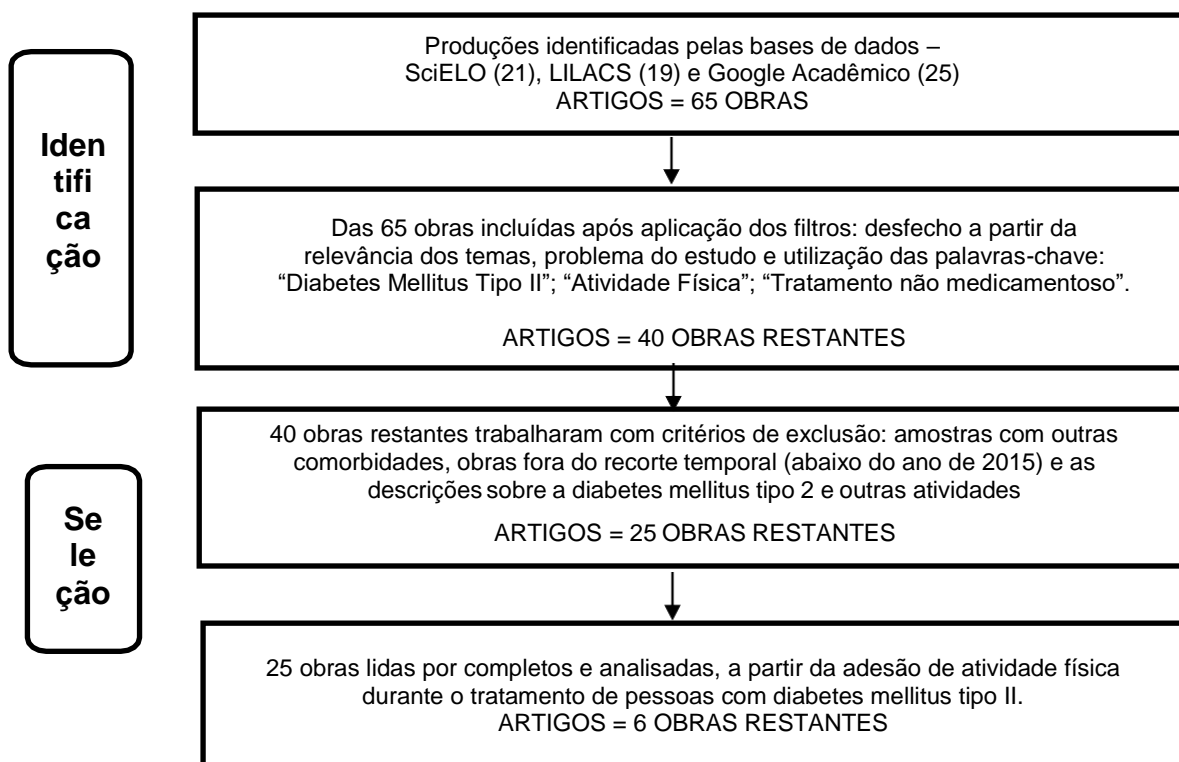 Produções identificadas pelas bases de dados –
SciELO (21), LILACS (19) e Google Acadêmico (25)
ARTIGOS = 65 OBRAS
Iden
tifi
ca
ção
Das 65 obras incluídas após aplicação dos filtros: desfecho a partir da
relevância dos temas, problema do estudo e utilização das palavras-chave:
“Diabetes Mellitus Tipo II”; “Atividade Física”; “Tratamento não medicamentoso”.
ARTIGOS = 40 OBRAS RESTANTES
40 obras restantes trabalharam com critérios de exclusão: amostras com outras
comorbidades, obras fora do recorte temporal (abaixo do ano de 2015) e as
descrições sobre a diabetes mellitus tipo 2 e outras atividades
ARTIGOS = 25 OBRAS RESTANTES
Se
le
ção
25 obras lidas por completos e analisadas, a partir da adesão de atividade física
durante o tratamento de pessoas com diabetes mellitus tipo II.
ARTIGOS = 6 OBRAS RESTANTES